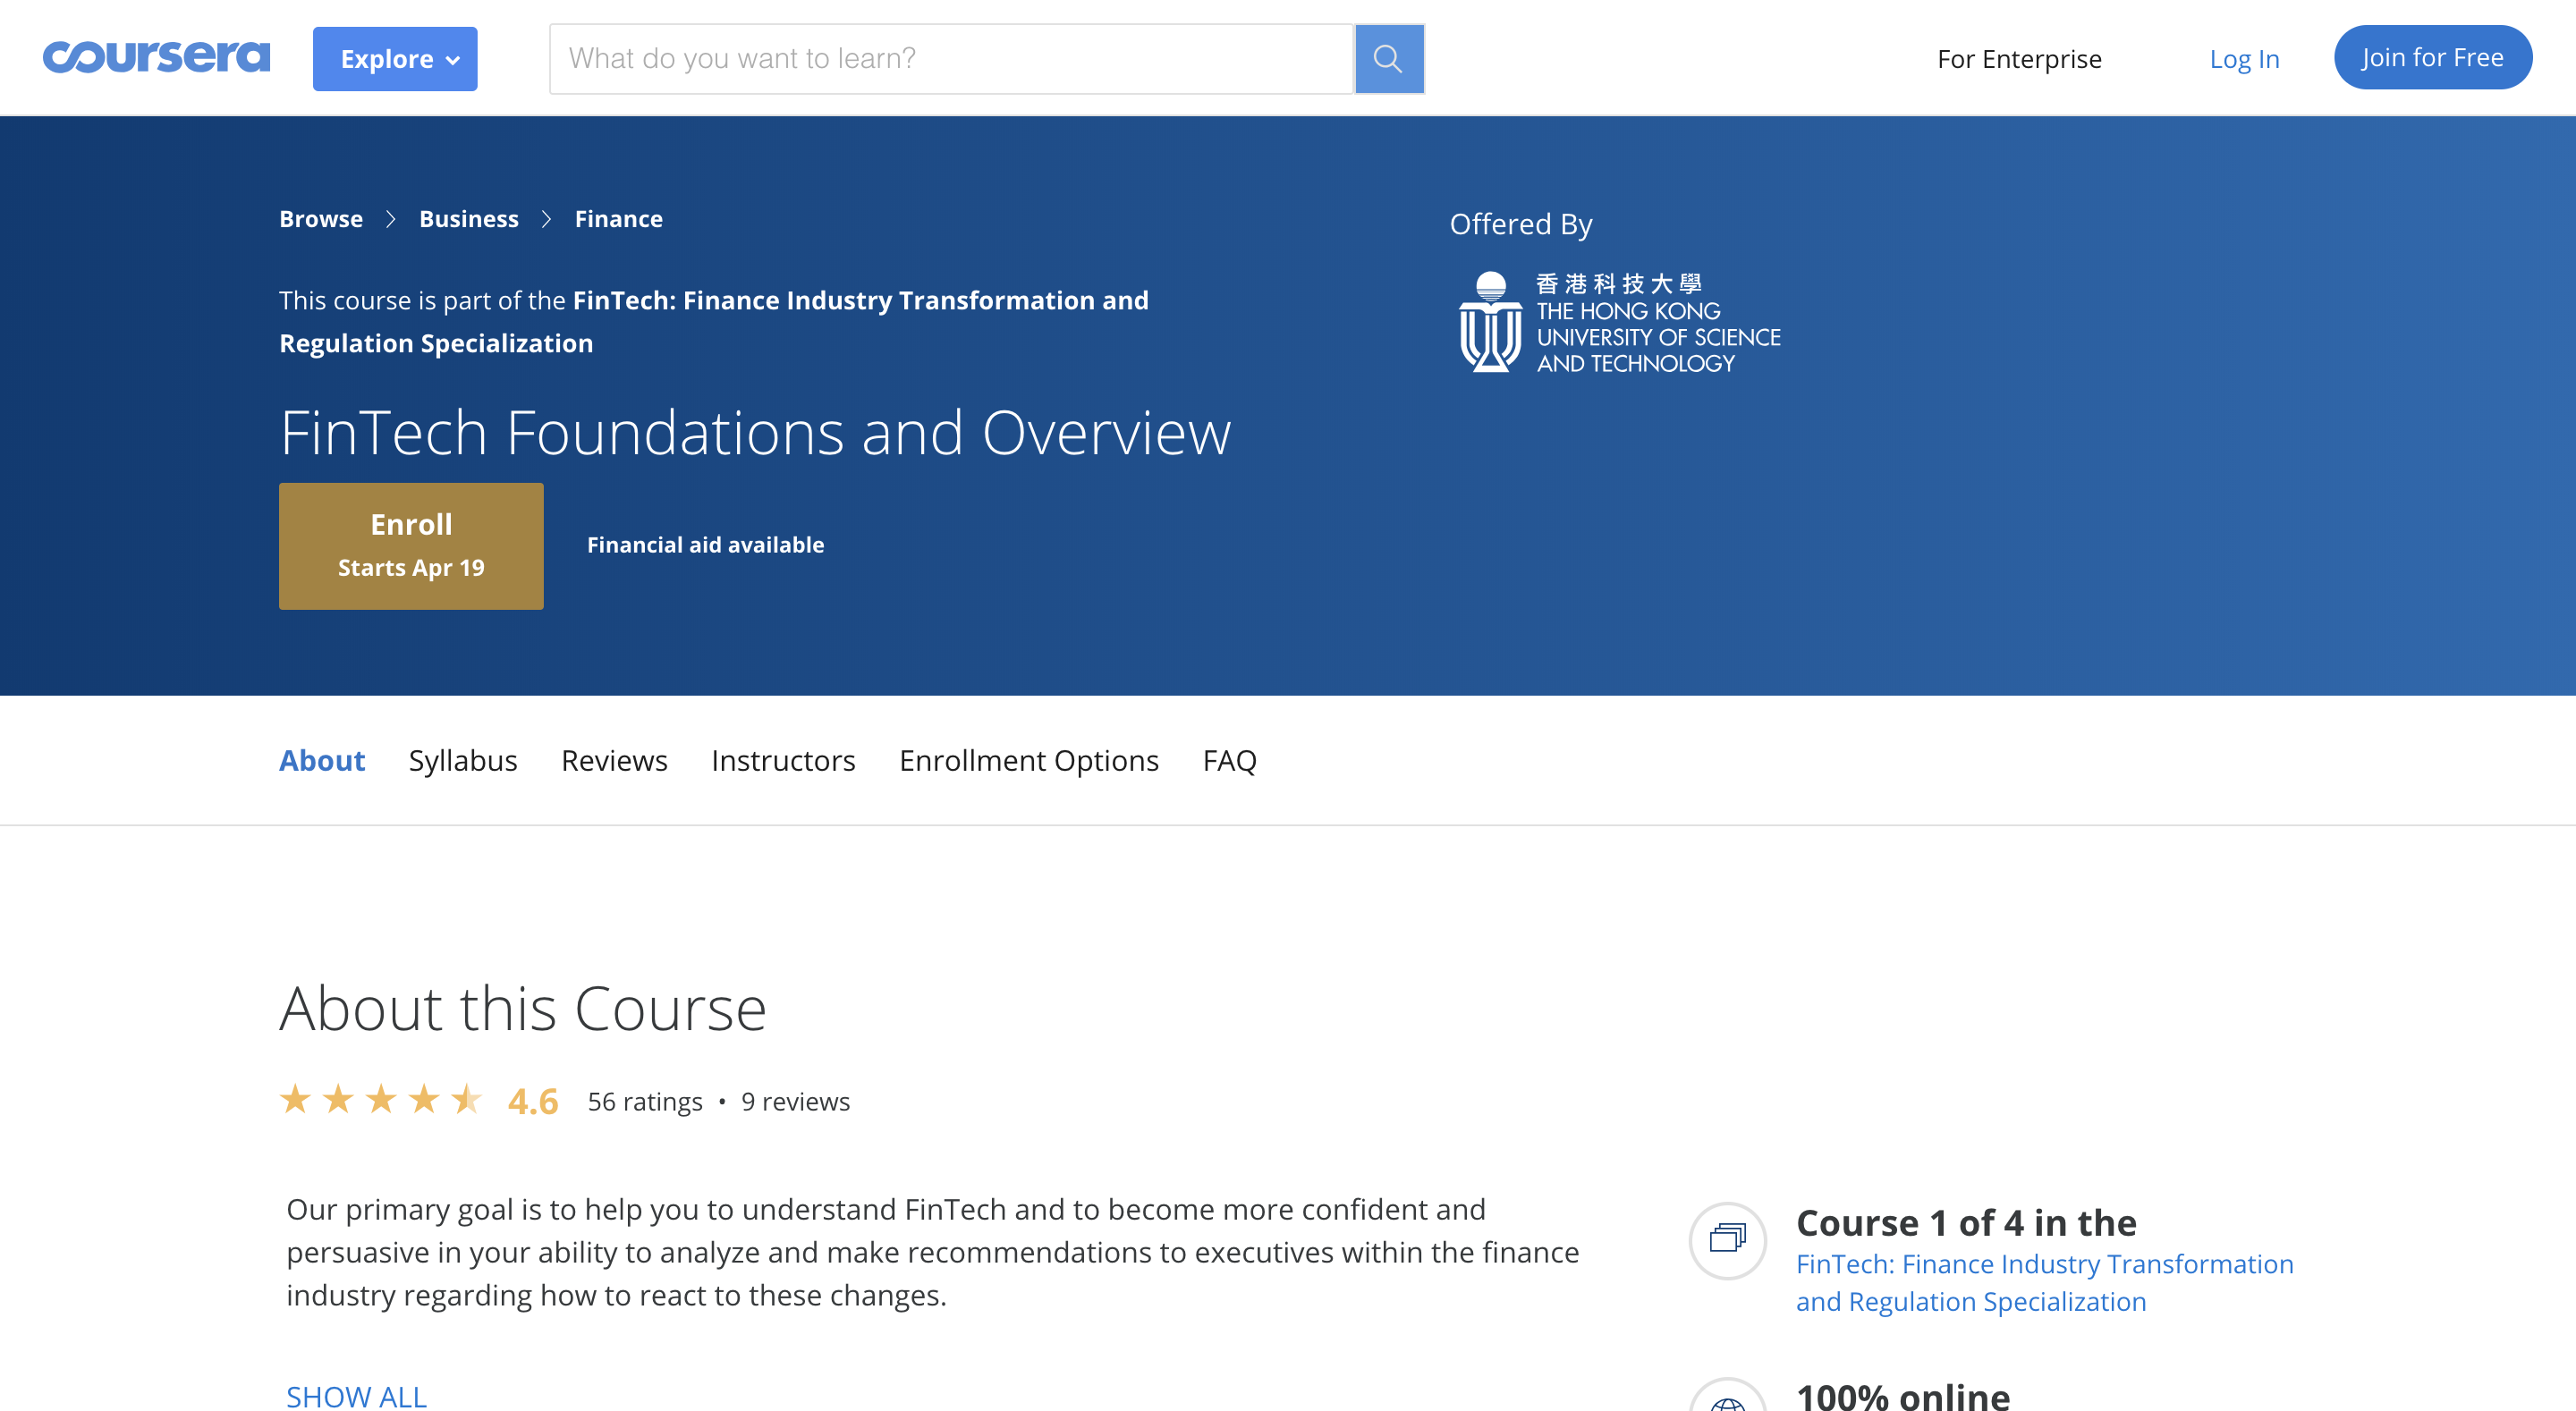 coursera
Explore
What do you want to learn?
For Enterprise
Log In
Join for Free
Browse
Business
Finance
This course is part of the FinTech: Finance Industry Transformation and
Regulation Specialization
FinTech Foundations and Overview
Enroll
Starts Apr 19
Financial aid available
Offered By
香港科技大學
THE HONG KONG
UNIVERSITY OF SCIENCE
AND TECHNOLOGY
About
Syllabus
Reviews
Instructors
Enrollment Options
FAQ
About this Course
4.6
56 ratings • 9 reviews
Our primary goal is to help you to understand FinTech and to become more confident and
persuasive in your ability to analyze and make recommendations to executives within the finance
industry regarding how to react to these changes.
SHOW ALL
Course 1 of 4 in the
FinTech: Finance Industry Transformation
and Regulation Specialization
100% online